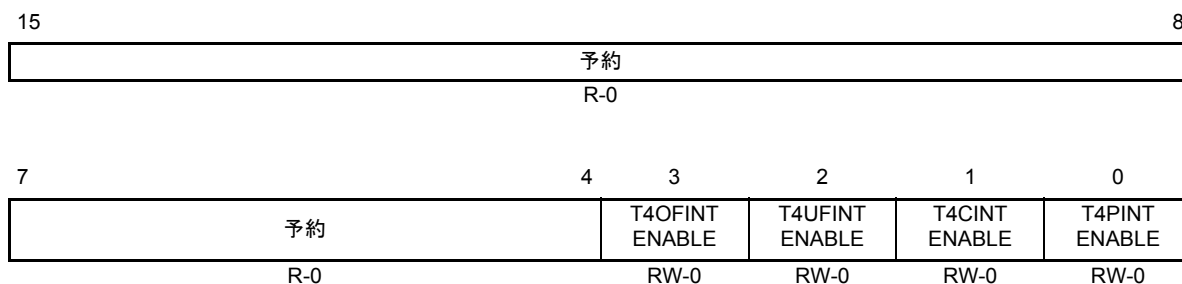 15 8
予約
R-0
7 4 3 2 1 0
予約 T4OFINT ENABLE T4UFINT ENABLE T4CINT ENABLE T4PINT ENABLE
R-0 RW-0 RW-0 RW-0 RW-0